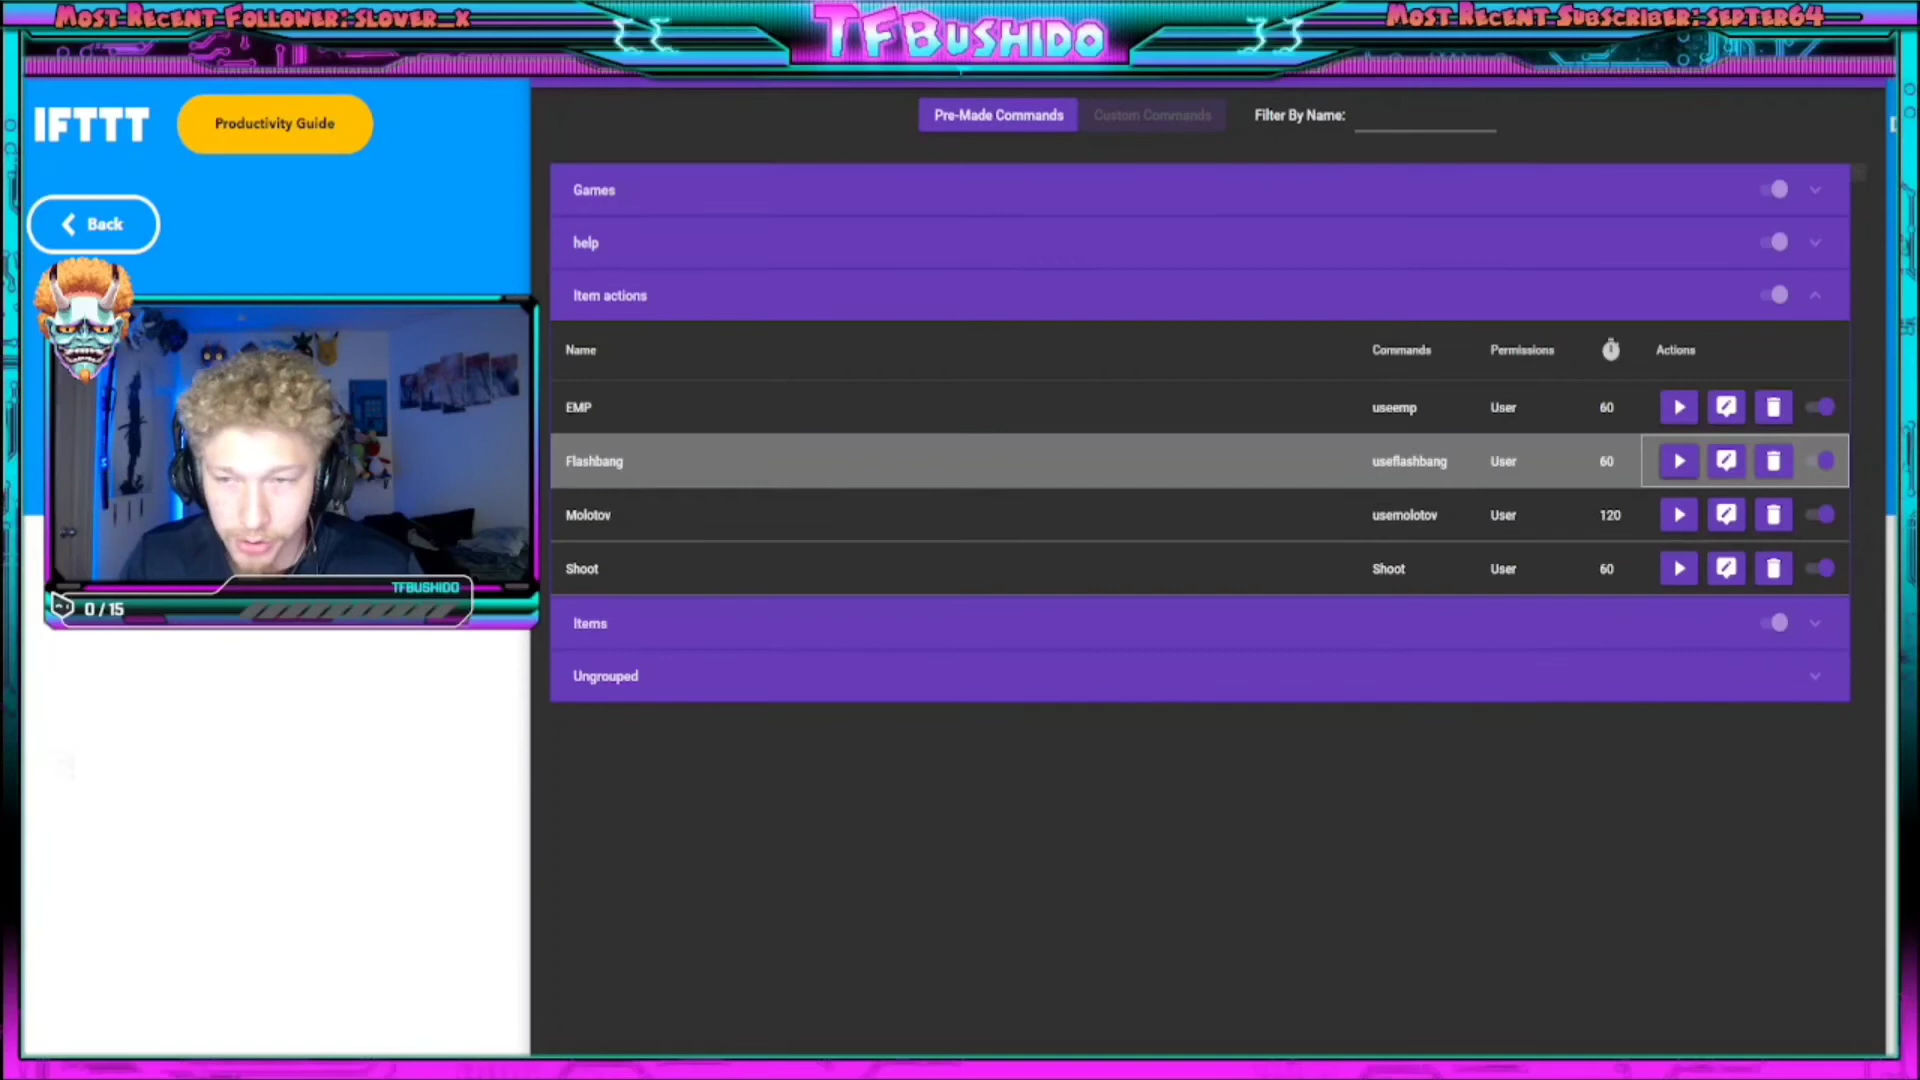 Most Recent Follower: slover_x
TFBushido
Most Recent Subscriber: septer64
IFTTT
Productivity Guide
Back
TFBUSHIDO
0 / 15
Pre-Made Commands
Custom Commands
Filter By Name:
Games
help
Item actions
Name Commands Permissions Actions
EMP useemp User 60
Flashbang useflashbang User 60
Molotov usemolotov User 120
Shoot Shoot User 60
Items
Ungrouped